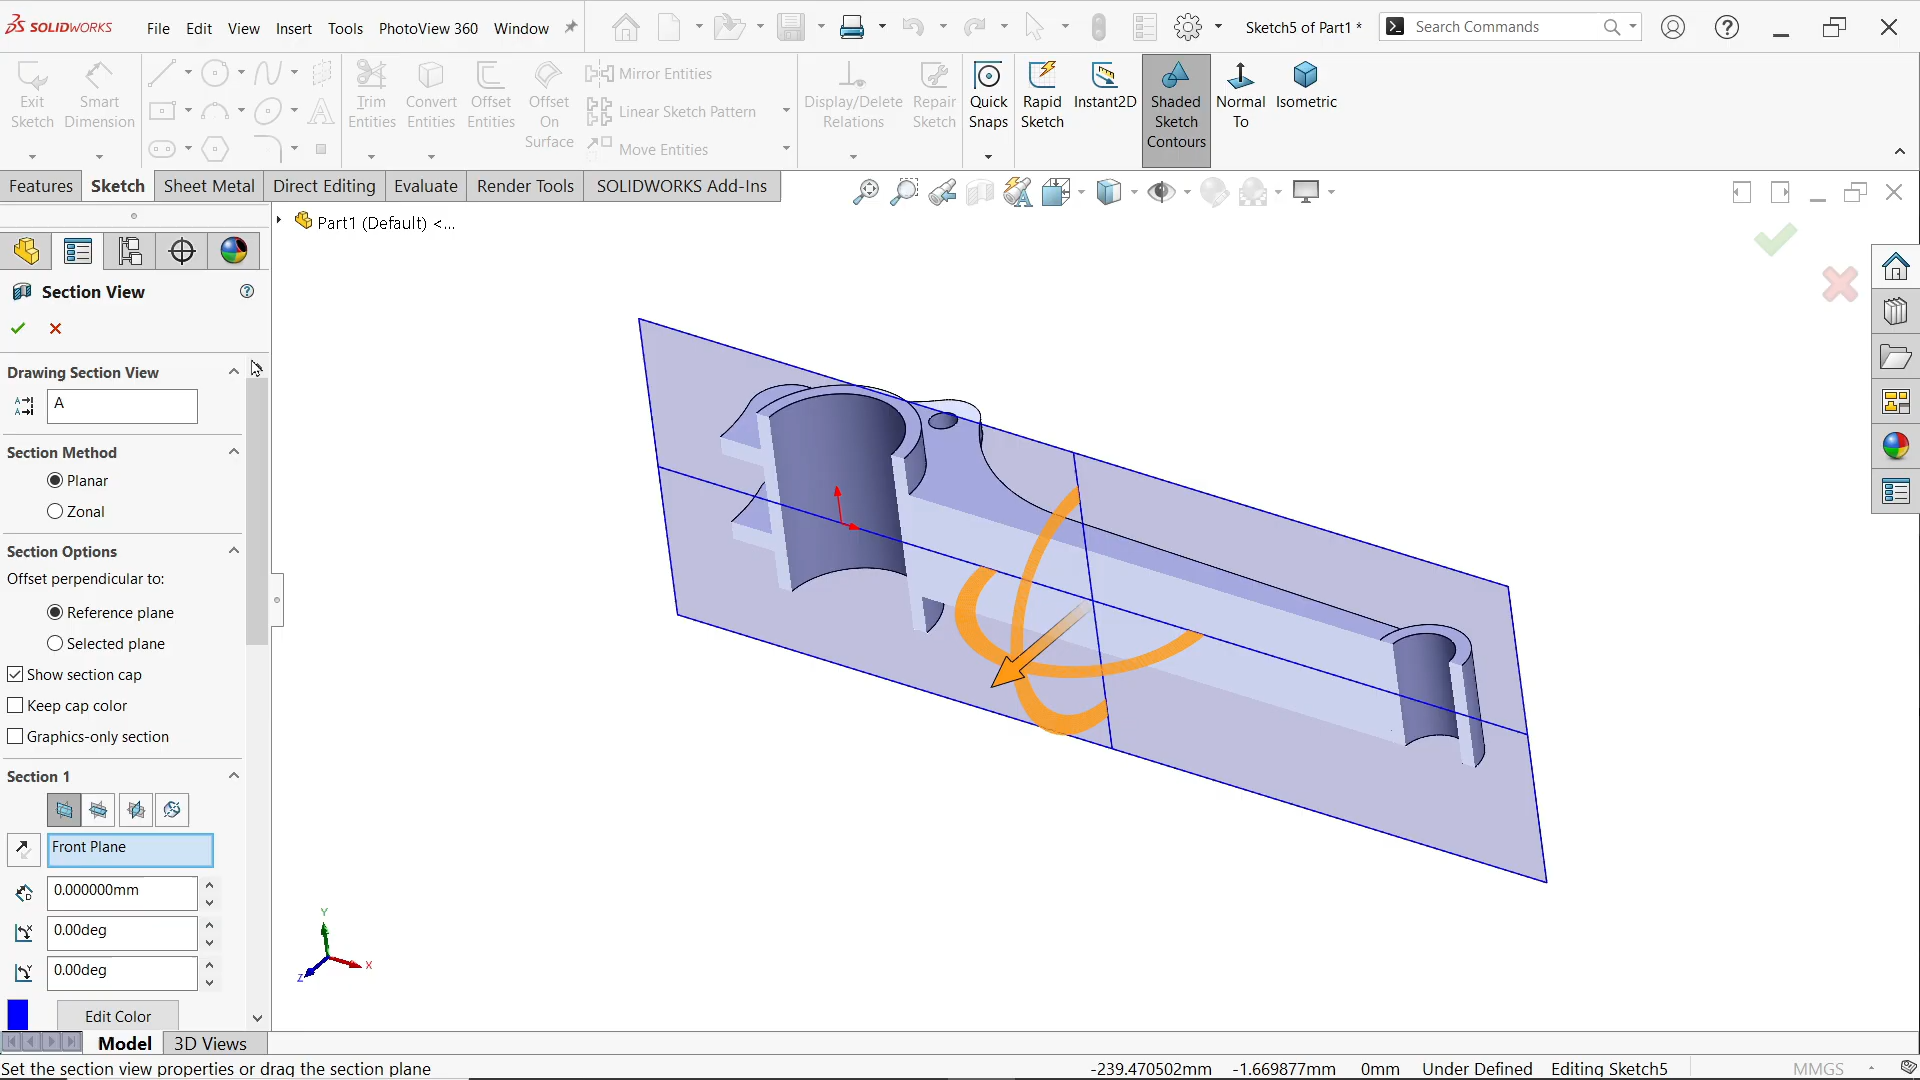 SOLIDWORKS File Edit View Insert Tools PhotoView 360 Window Sketch5 of Part1 * Search Commands
Exit Sketch
Smart Dimension
Trim Entities
Convert Entities
Offset Entities
Offset On Surface
Mirror Entities
Linear Sketch Pattern
Move Entities
Display/Delete Relations
Repair Sketch
Quick Snaps
Rapid Sketch
Instant2D
Shaded Sketch Contours
Normal To
Isometric
Features Sketch Sheet Metal Direct Editing Evaluate Render Tools SOLIDWORKS Add-Ins
Part1 (Default) <...
Section View
Drawing Section View
A
Section Method
Planar
Zonal
Section Options
Offset perpendicular to:
Reference plane
Selected plane
Show section cap
Keep cap color
Graphics-only section
Section 1
Front Plane
0.000000mm
0.00deg
0.00deg
Edit Color
Y
X
Z
Model 3D Views
Set the section view properties or drag the section plane -239.470502mm -1.669877mm 0mm Under Defined Editing Sketch5 MMGS